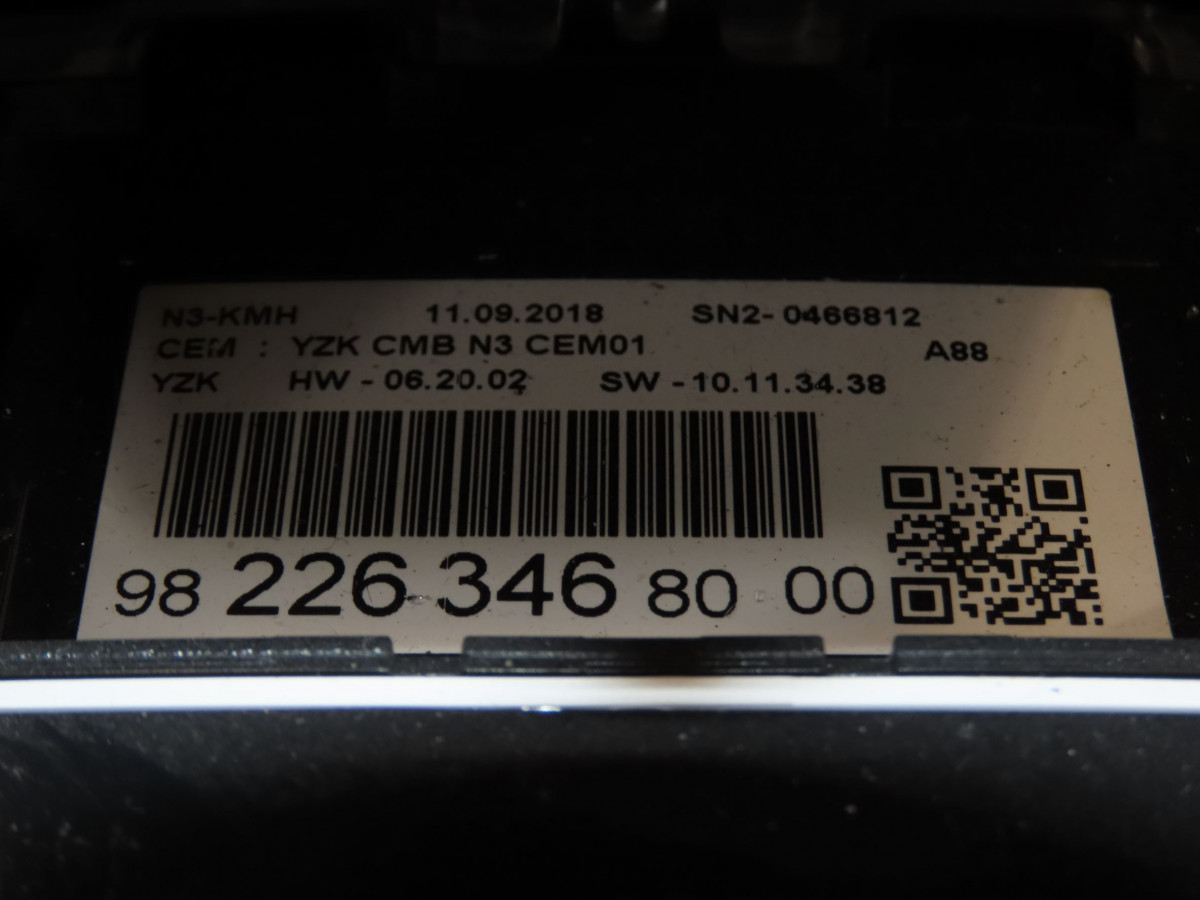 N3-KMH 11.09.2018 SN2- 0466812
CEM : YZK CMB N3 CEM01 A88
YZK HW - 06.20.02 SW - 10.11.34.38
98 226 346 80 00